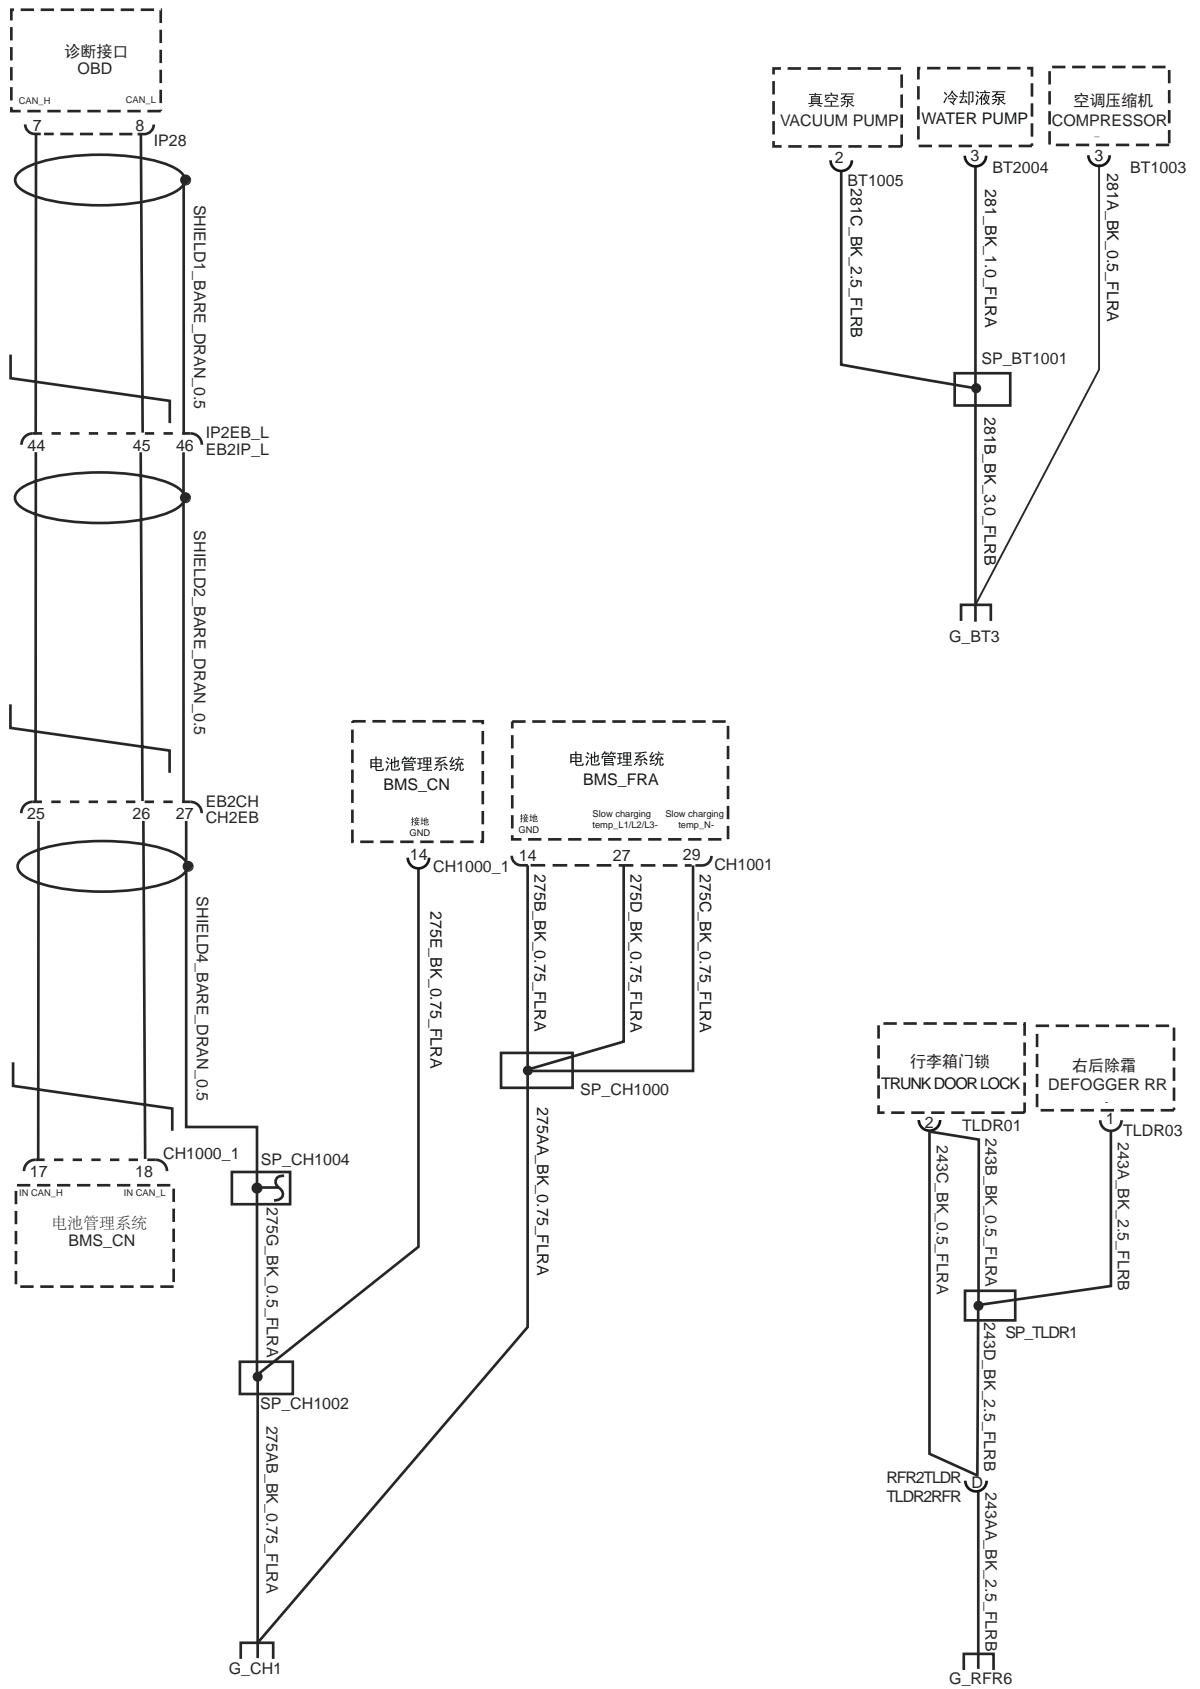 诊断接口
OBD
CAN_H
CAN_L
7
8
IP28
SHIELD1_BARE_DRAN_0.5
IP2EB_L
44
45
46
EB2IP_L
SHIELD2_BARE_DRAN_0.5
EB2CH
25
26
27
CH2EB
SHIELD4_BARE_DRAN_0.5
CH1000_1
17
18
IN CAN_H
IN CAN_L
电池管理系统
BMS_CN
SP_CH1004
275G_BK_0.5_FLRA
SP_CH1002
275AB_BK_0.75_FLRA
G_CH1
电池管理系统
BMS_CN
接地
GND
14
CH1000_1
275E_BK_0.75_FLRA
电池管理系统
BMS_FRA
接地
GND
Slow charging
temp_L1/L2/L3-
Slow charging
temp_N-
14
27
29
CH1001
275B_BK_0.75_FLRA
275D_BK_0.75_FLRA
275C_BK_0.75_FLRA
SP_CH1000
275AA_BK_0.75_FLRA
真空泵
VACUUM PUMP
2
BT1005
281C_BK_2.5_FLRB
冷却液泵
WATER PUMP
3
BT2004
281_BK_1.0_FLRA
空调压缩机
COMPRESSOR
-
3
BT1003
281A_BK_0.5_FLRA
SP_BT1001
281B_BK_3.0_FLRB
G_BT3
行李箱门锁
TRUNK DOOR LOCK
2
TLDR01
243C_BK_0.5_FLRA
243B_BK_0.5_FLRA
右后除霜
DEFOGGER RR
-
1
TLDR03
243A_BK_2.5_FLRB
SP_TLDR1
243D_BK_2.5_FLRB
RFR2TLDR
D
TLDR2RFR
243AA_BK_2.5_FLRB
G_RFR6